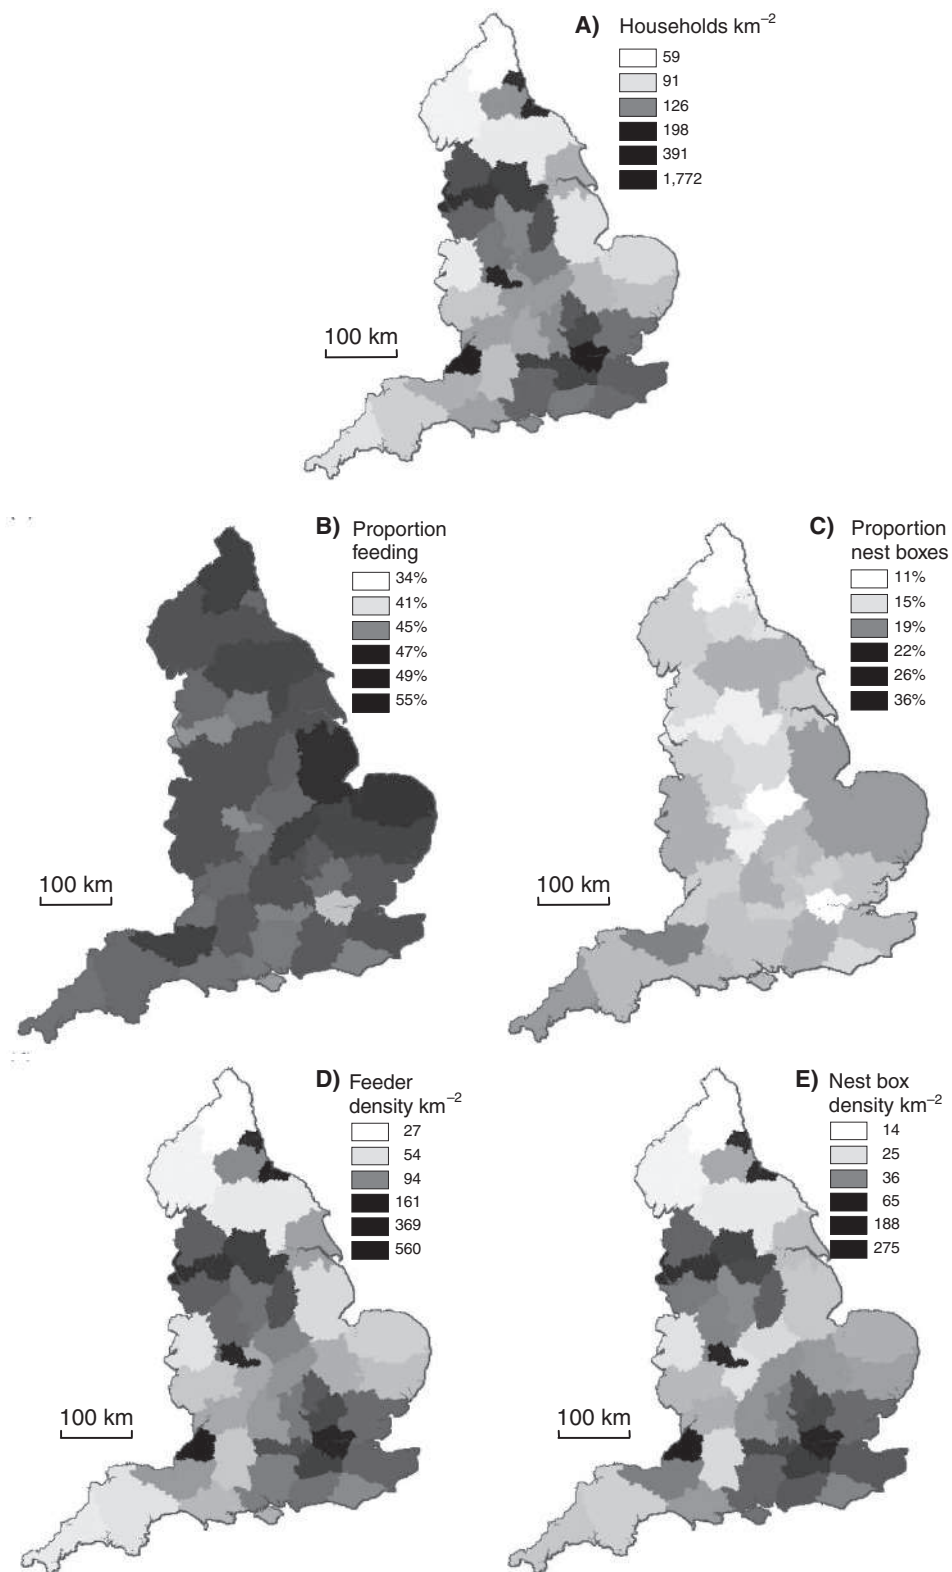 A) Households km⁻²
59
91
126
198
391
1,772
100 km
B) Proportion
feeding
34%
41%
45%
47%
49%
55%
100 km
C) Proportion
nest boxes
11%
15%
19%
22%
26%
36%
100 km
D) Feeder
density km⁻²
27
54
94
161
369
560
100 km
E) Nest box
density km⁻²
14
25
36
65
188
275
100 km